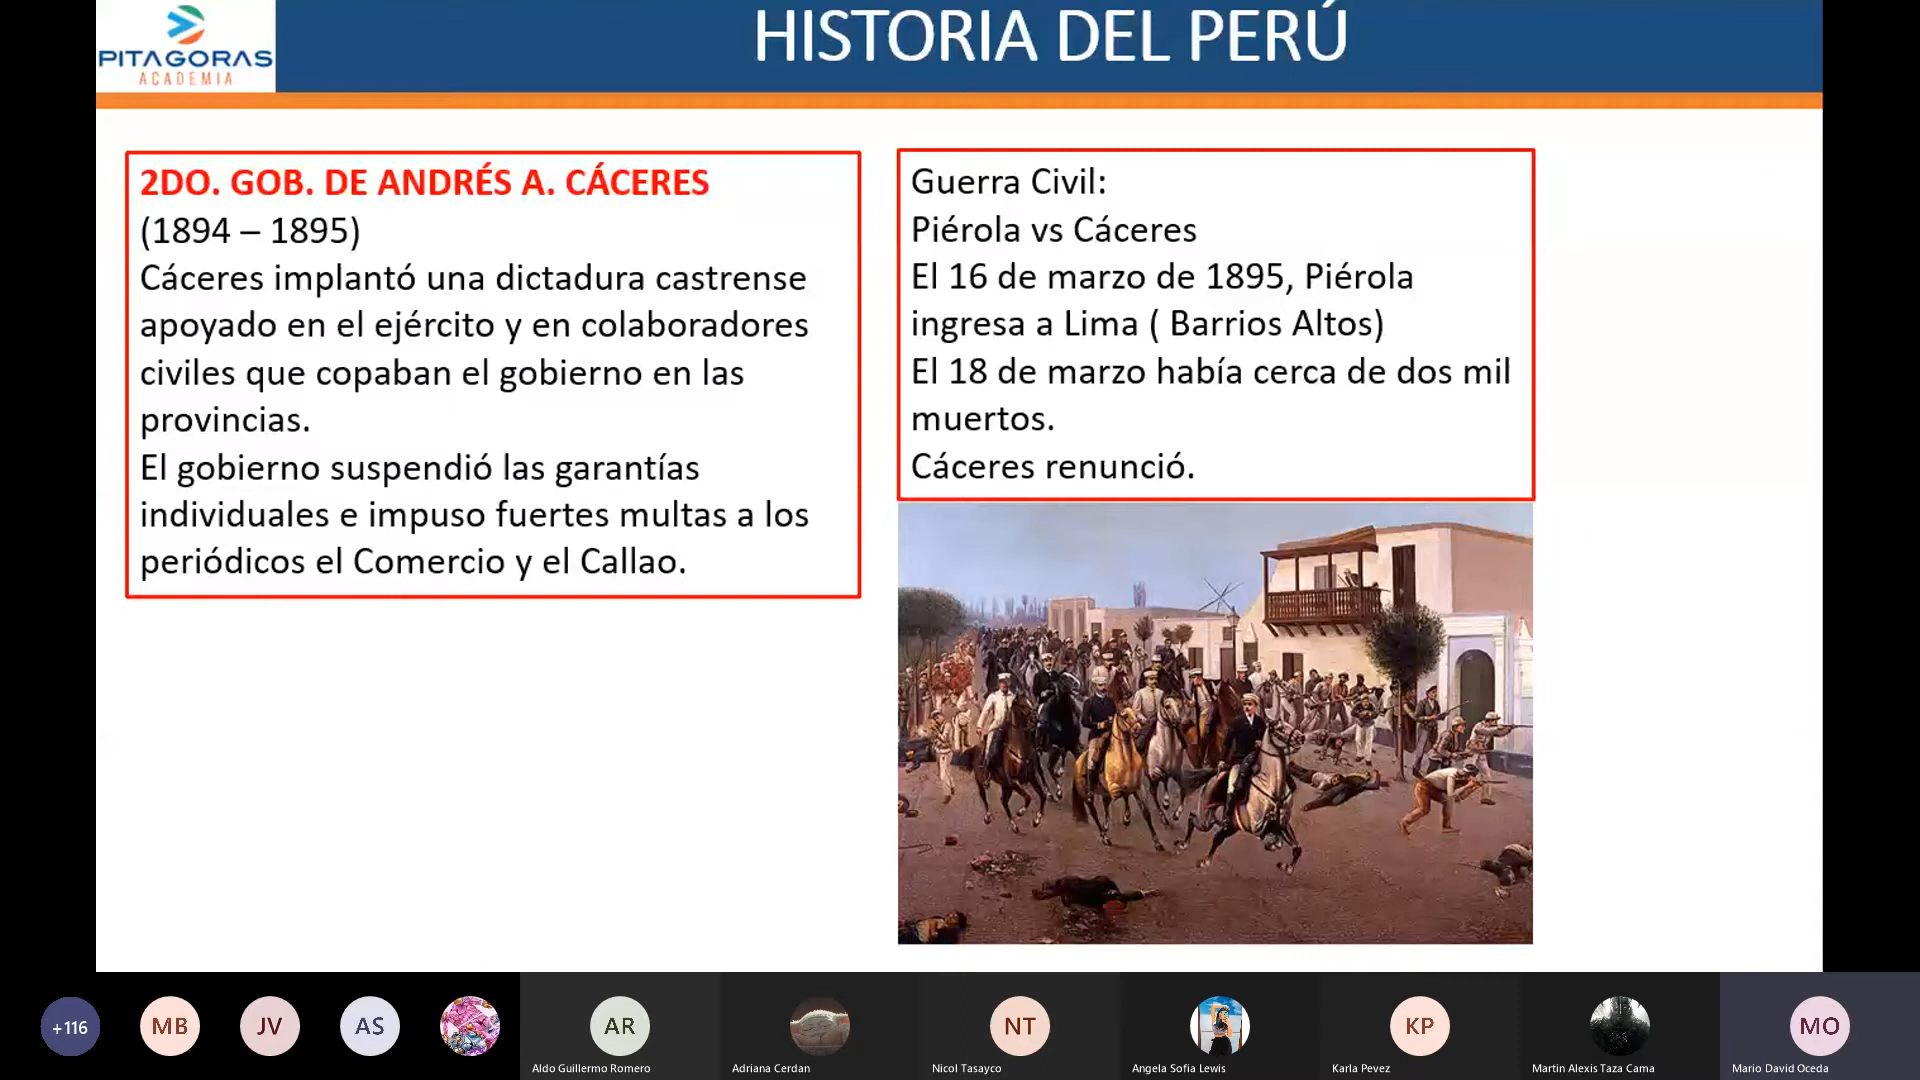 PITAGORAS
ACADEMIA
HISTORIA DEL PERÚ
2DO. GOB. DE ANDRÉS A. CÁCERES
(1894 – 1895)
Cáceres implantó una dictadura castrense
apoyado en el ejército y en colaboradores
civiles que copaban el gobierno en las
provincias.
El gobierno suspendió las garantías
individuales e impuso fuertes multas a los
periódicos el Comercio y el Callao.
Guerra Civil:
Piérola vs Cáceres
El 16 de marzo de 1895, Piérola
ingresa a Lima ( Barrios Altos)
El 18 de marzo había cerca de dos mil
muertos.
Cáceres renunció.
+116
MB
JV
AS
AR
NT
KP
MO
Aldo Guillermo Romero
Adriana Cerdan
Nicol Tasayco
Angela Sofia Lewis
Karla Pevez
Martin Alexis Taza Cama
Mario David Oceda